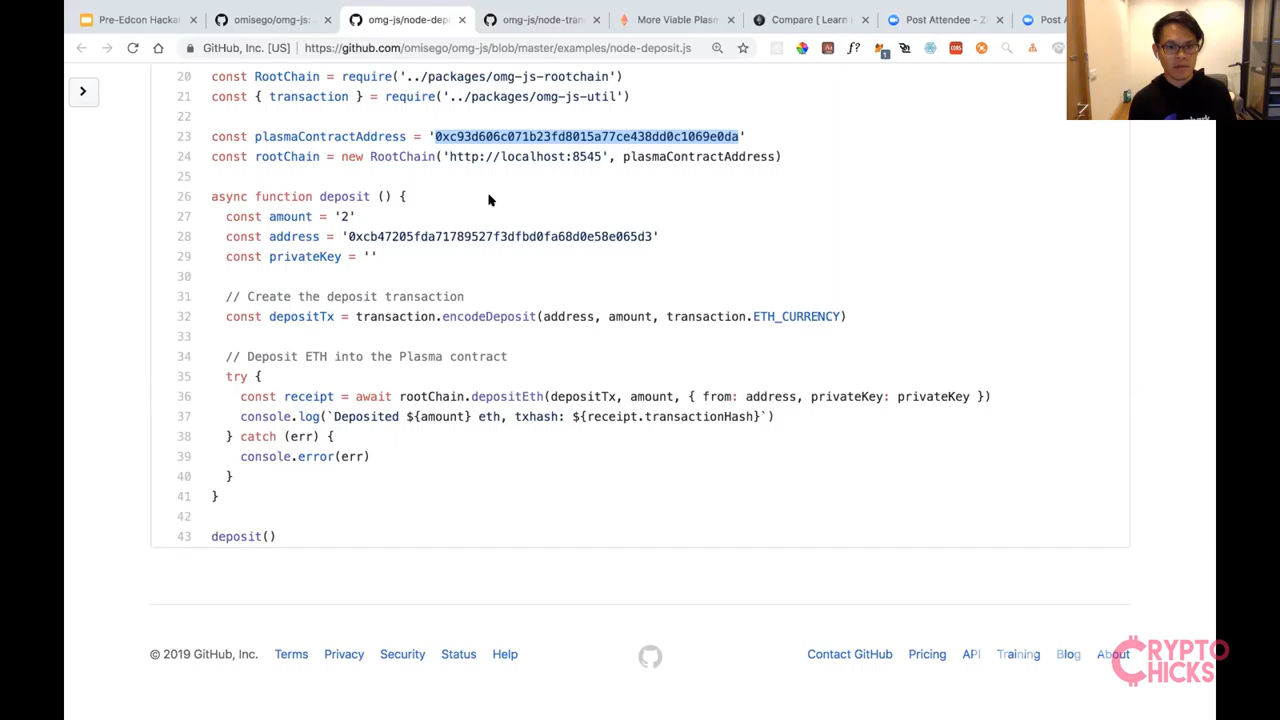 Pre-Edcon Hackat
omisego/omg-js:
omg-js/node-dep
omg-js/node-tran
More Viable Plasm
Compare [ Learn
Post Attendee - Z
Post A
GitHub, Inc. [US]
https://github.com/omisego/omg-js/blob/master/examples/node-deposit.js
20 const RootChain = require('../packages/omg-js-rootchain')
21 const { transaction } = require('../packages/omg-js-util')
22
23 const plasmaContractAddress = '0xc93d606c071b23fd8015a77ce438dd0c1069e0da'
24 const rootChain = new RootChain('http://localhost:8545', plasmaContractAddress)
25
26 async function deposit () {
27 const amount = '2'
28 const address = '0xcb47205fda71789527f3dfbd0fa68d0e58e065d3'
29 const privateKey = ''
30
31 // Create the deposit transaction
32 const depositTx = transaction.encodeDeposit(address, amount, transaction.ETH_CURRENCY)
33
34 // Deposit ETH into the Plasma contract
35 try {
36 const receipt = await rootChain.depositEth(depositTx, amount, { from: address, privateKey: privateKey })
37 console.log(`Deposited ${amount} eth, txhash: ${receipt.transactionHash}`)
38 } catch (err) {
39 console.error(err)
40 }
41 }
42
43 deposit()
© 2019 GitHub, Inc. Terms Privacy Security Status Help
Contact GitHub Pricing API Training Blog About
CRYPTO
CHICKS